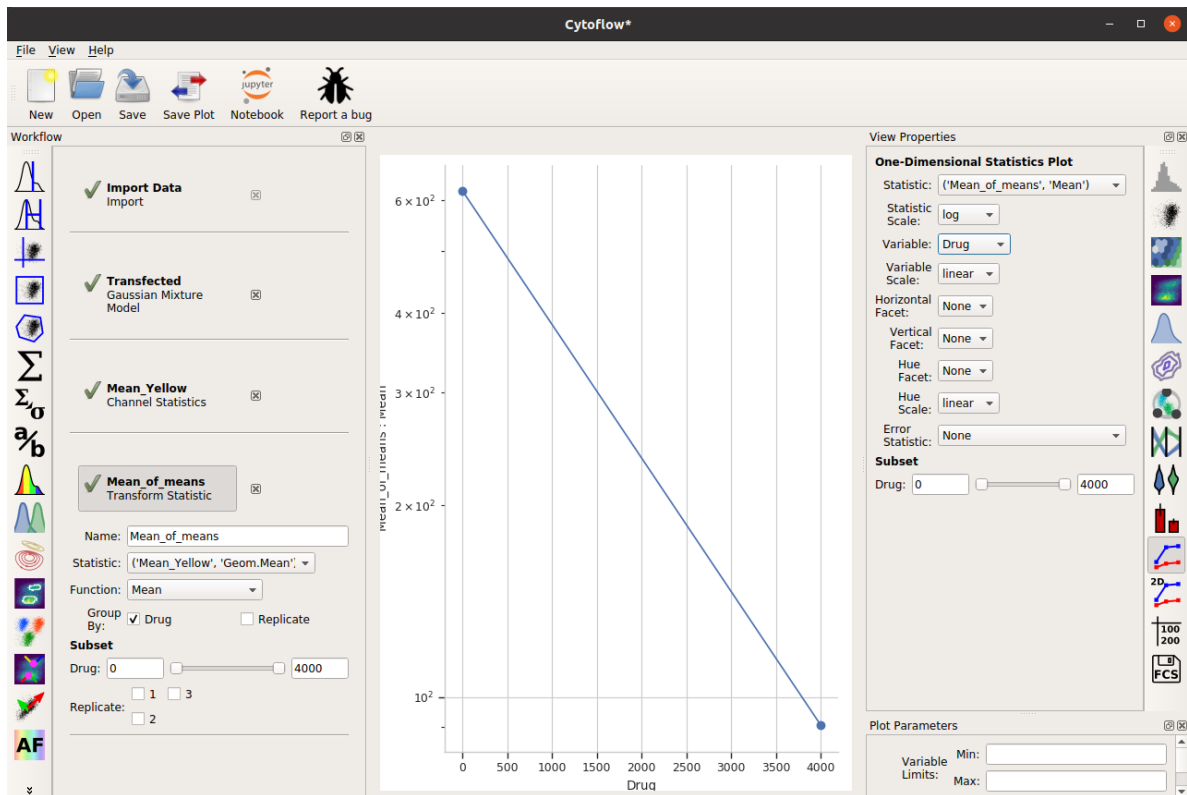 Cytoflow*
File View Help
New Open Save Save Plot Notebook Report a bug
jupyter
Workflow
Import Data
Import
Transfected
Gaussian Mixture
Model
Mean_Yellow
Channel Statistics
Mean_of_means
Transform Statistic
Name: Mean_of_means
Statistic: ('Mean_Yellow', 'Geom.Mean')
Function: Mean
Group By: Drug Replicate
Subset
Drug: 0 4000
Replicate: 1 3
2
Σ
Σ,σ
a/b
AF
6 × 10²
4 × 10²
3 × 10²
2 × 10²
10²
Mean_of_means : Mean
0 500 1000 1500 2000 2500 3000 3500 4000
Drug
View Properties
One-Dimensional Statistics Plot
Statistic: ('Mean_of_means', 'Mean')
Statistic
Scale: log
Variable: Drug
Variable
Scale: linear
Horizontal
Facet: None
Vertical
Facet: None
Hue
Facet: None
Hue
Scale: linear
Error
Statistic: None
Subset
Drug: 0 4000
2D
100
200
FCS
Plot Parameters
Variable
Limits:
Min:
Max: